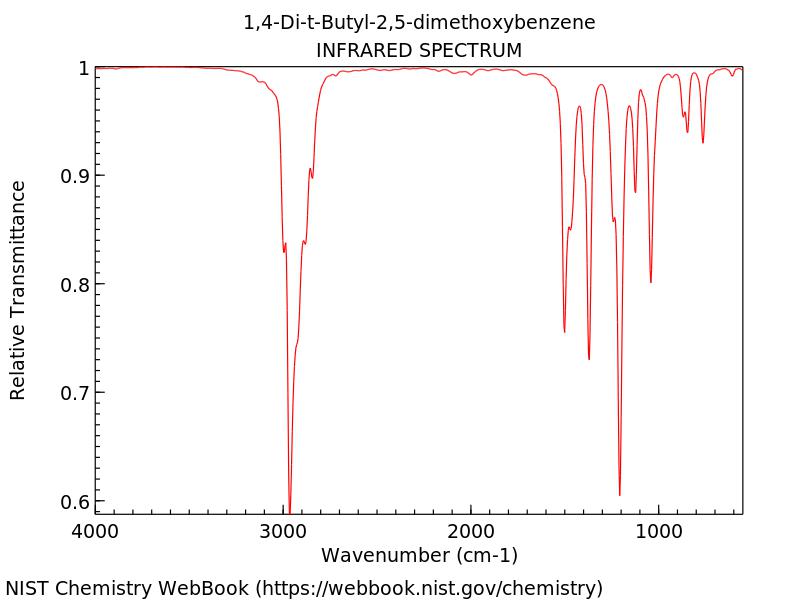 1,4-Di-t-Butyl-2,5-dimethoxybenzene
INFRARED SPECTRUM
1
0.9
0.8
0.7
0.6
Relative Transmittance
4000 3000 2000 1000
Wavenumber (cm-1)
NIST Chemistry WebBook (https://webbook.nist.gov/chemistry)